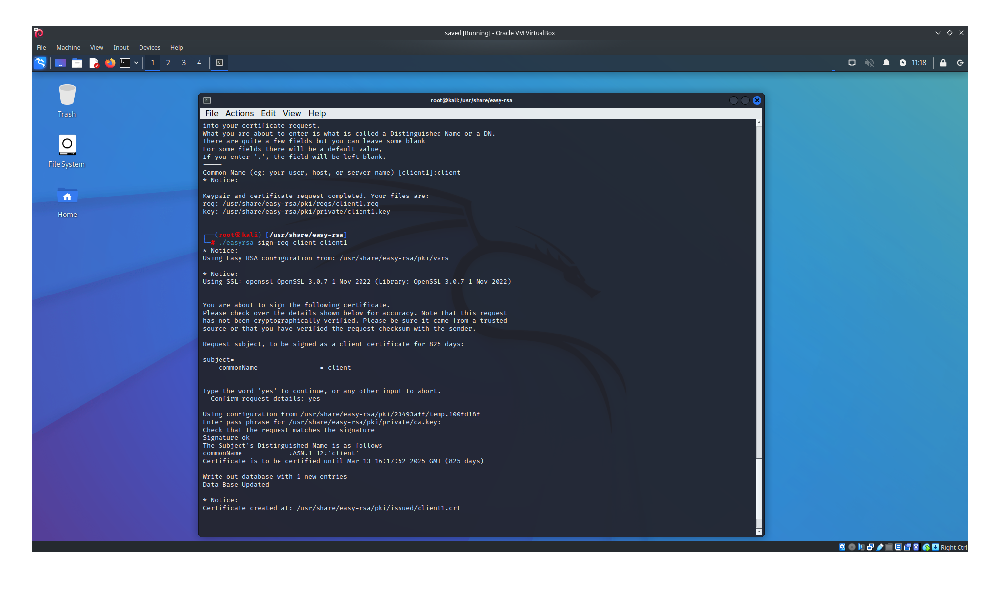 saved [Running] - Oracle VM VirtualBox
File Machine View Input Devices Help
1 2 3 4 11:18
Trash
File System
Home
root@kali: /usr/share/easy-rsa
File Actions Edit View Help
into your certificate request.
What you are about to enter is what is called a Distinguished Name or a DN.
There are quite a few fields but you can leave some blank
For some fields there will be a default value,
If you enter '.', the field will be left blank.
-----
Common Name (eg: your user, host, or server name) [client1]:client
* Notice:
Keypair and certificate request completed. Your files are:
req: /usr/share/easy-rsa/pki/reqs/client1.req
key: /usr/share/easy-rsa/pki/private/client1.key
┌──(root㉿kali)-[/usr/share/easy-rsa]
└─# ./easyrsa sign-req client client1
* Notice:
Using Easy-RSA configuration from: /usr/share/easy-rsa/pki/vars
* Notice:
Using SSL: openssl OpenSSL 3.0.7 1 Nov 2022 (Library: OpenSSL 3.0.7 1 Nov 2022)
You are about to sign the following certificate.
Please check over the details shown below for accuracy. Note that this request
has not been cryptographically verified. Please be sure it came from a trusted
source or that you have verified the request checksum with the sender.
Request subject, to be signed as a client certificate for 825 days:
subject=
commonName = client
Type the word 'yes' to continue, or any other input to abort.
Confirm request details: yes
Using configuration from /usr/share/easy-rsa/pki/23493aff/temp.100fd18f
Enter pass phrase for /usr/share/easy-rsa/pki/private/ca.key:
Check that the request matches the signature
Signature ok
The Subject's Distinguished Name is as follows
commonName :ASN.1 12:'client'
Certificate is to be certified until Mar 13 16:17:52 2025 GMT (825 days)
Write out database with 1 new entries
Data Base Updated
* Notice:
Certificate created at: /usr/share/easy-rsa/pki/issued/client1.crt
Right Ctrl